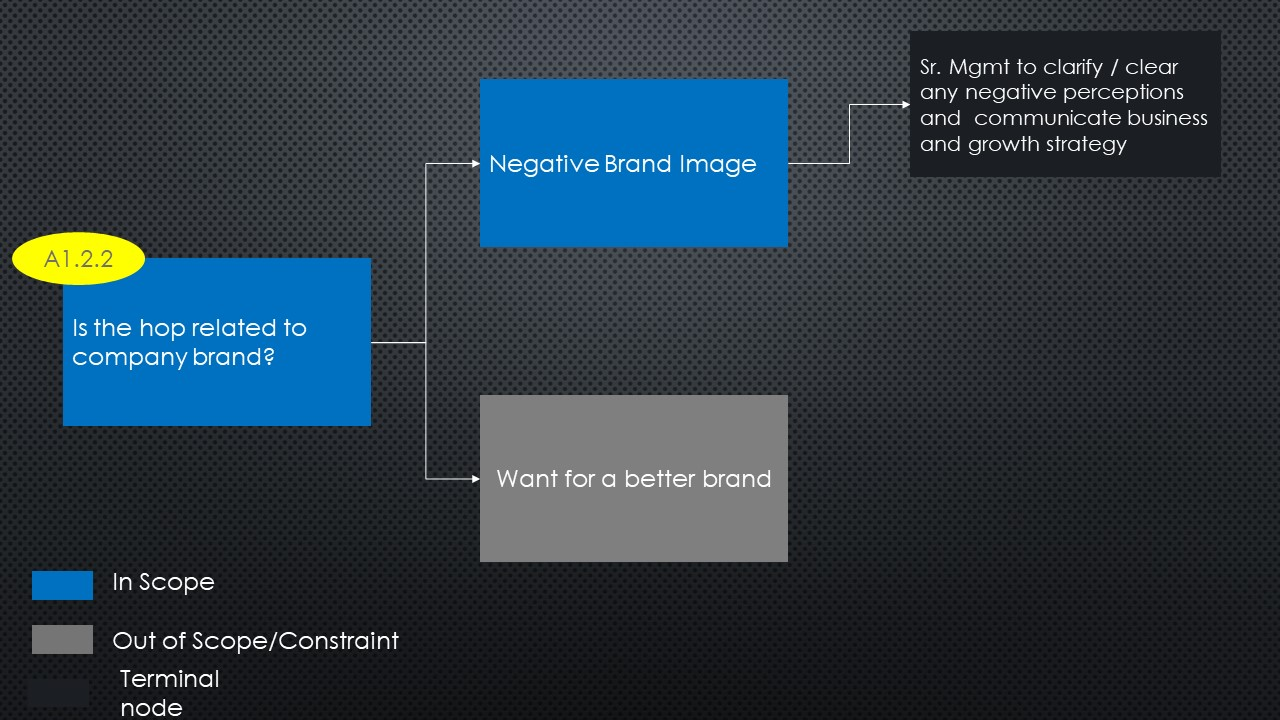 Sr. Mgmt to clarify / clear
any negative perceptions
and  communicate business
and growth strategy
Negative Brand Image
A1.2.2
Is the hop related to
company brand?
Want for a better brand
In Scope
Out of Scope/Constraint
Terminal
node